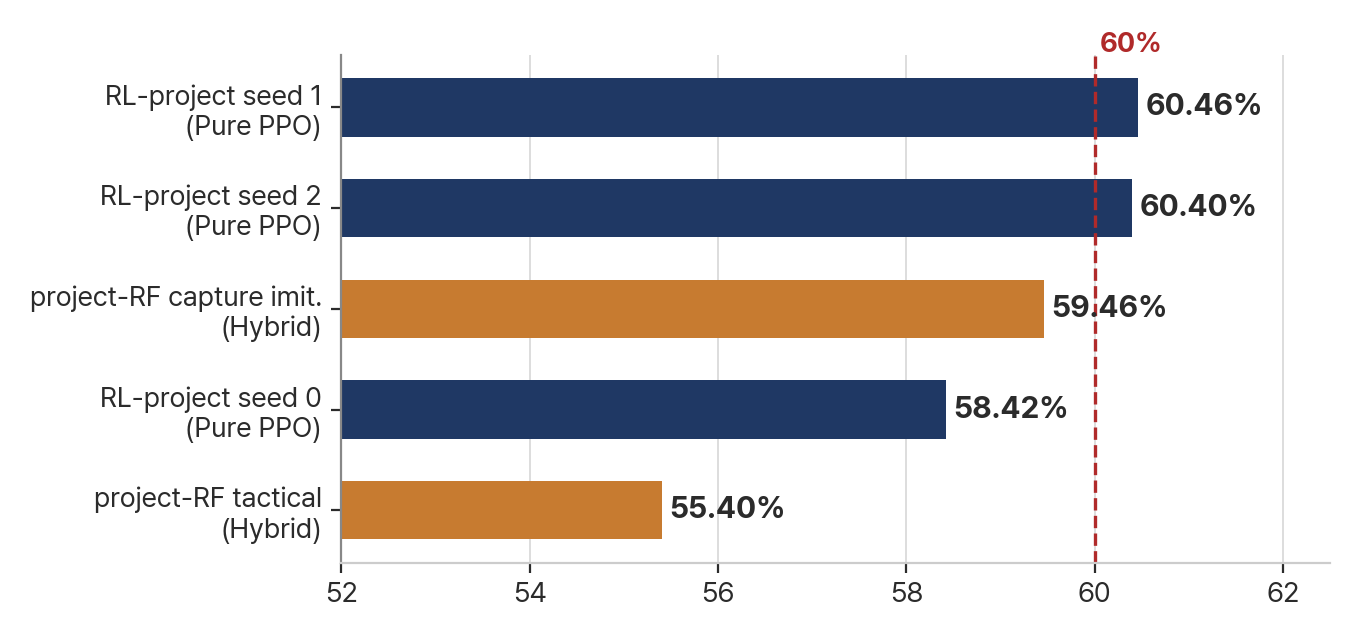 60%
RL-project seed 1
(Pure PPO)
60.46%
RL-project seed 2
(Pure PPO)
60.40%
project-RF capture imit.
(Hybrid)
59.46%
RL-project seed 0
(Pure PPO)
58.42%
project-RF tactical
(Hybrid)
55.40%
52 54 56 58 60 62